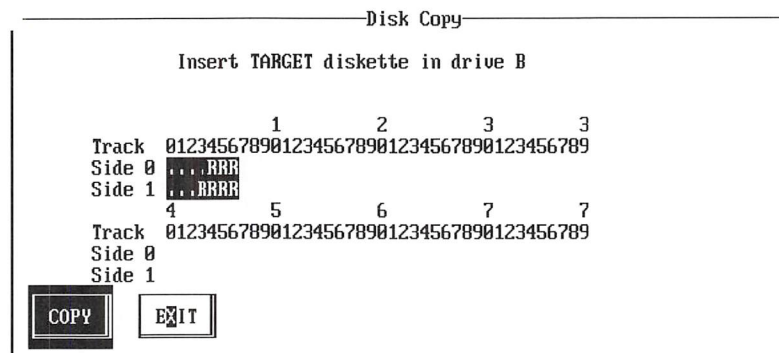 Disk Copy
Insert TARGET diskette in drive B
1 2 3 3
Track 0123456789012345678901234567890123456789
Side 0 ....RRR
Side 1 ...RRRR
4 5 6 7 7
Track 0123456789012345678901234567890123456789
Side 0
Side 1
COPY EXIT